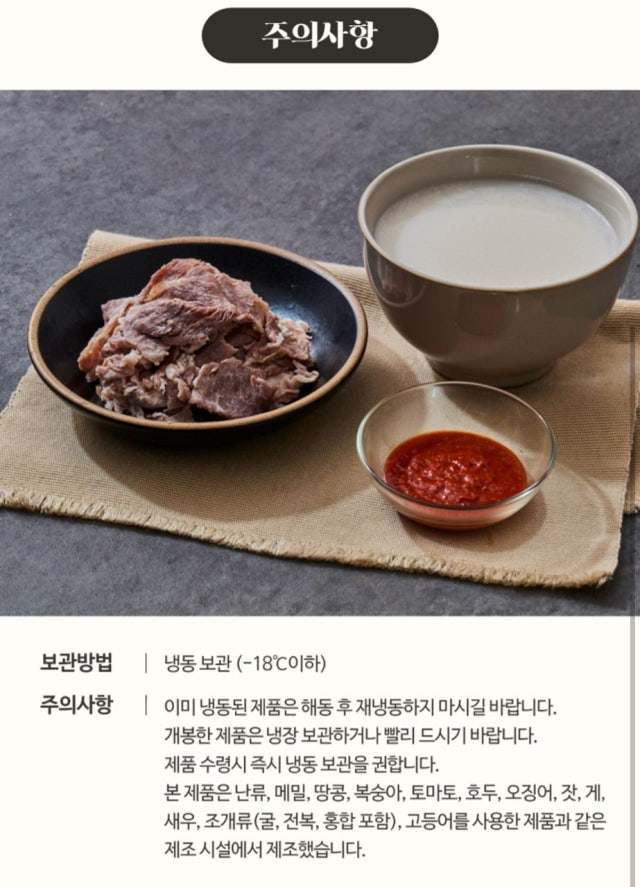 주의사항
보관방법 | 냉동 보관 (-18℃이하)
주의사항 | 이미 냉동된 제품은 해동 후 재냉동하지 마시길 바랍니다.
개봉한 제품은 냉장 보관하거나 빨리 드시기 바랍니다.
제품 수령시 즉시 냉동 보관을 권합니다.
본 제품은 난류, 메밀, 땅콩, 복숭아, 토마토, 호두, 오징어, 잣, 게,
새우, 조개류(굴, 전복, 홍합 포함), 고등어를 사용한 제품과 같은
제조 시설에서 제조했습니다.